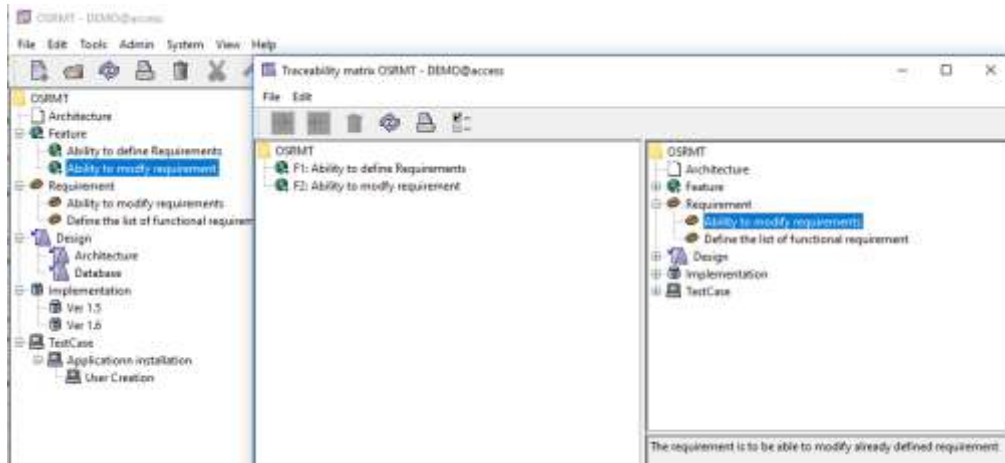 OSRMT - DEMO@access
File Edit Tools Admin System View Help
OSRMT
Architecture
Feature
Ability to define Requirements
Ability to modfy requirement
Requirement
Ability to modify requirements
Define the list of functional requirem
Design
Architecture
Database
Implementation
Ver 1.5
Ver 1.6
TestCase
Applicationn installation
User Creation
Traceability matrix OSRMT - DEMO@access
File Edit
OSRMT
F1: Ability to define Requirements
F2: Ability to modfy requirement
OSRMT
Architecture
Feature
Requirement
Ability to modify requirements
Define the list of functional requirement
Design
Implementation
TestCase
The requirement is to be able to modify already defined requirement